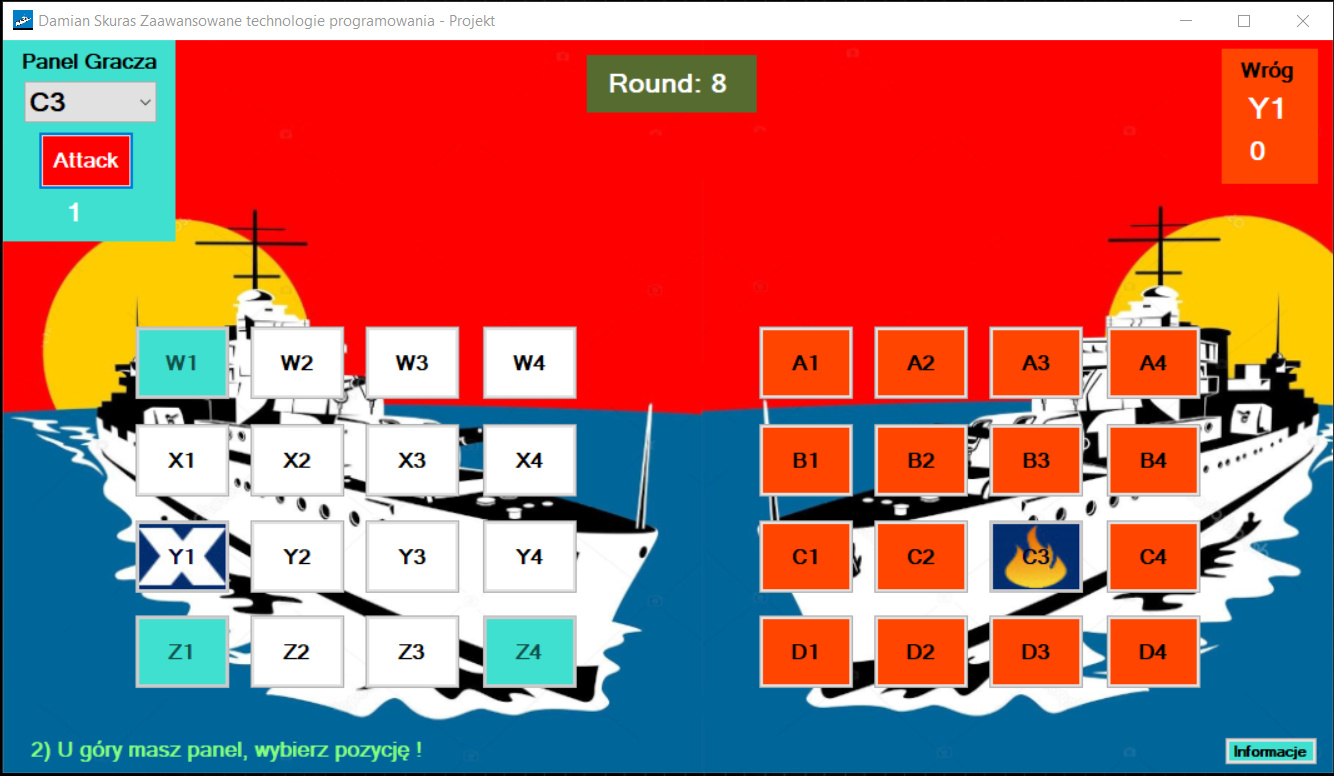 Damian Skuras Zaawansowane technologie programowania - Projekt
Panel Gracza
C3
Attack
1
Round: 8
Wróg
Y1
0
W1 W2 W3 W4
X1 X2 X3 X4
Y1 Y2 Y3 Y4
Z1 Z2 Z3 Z4
A1 A2 A3 A4
B1 B2 B3 B4
C1 C2 C3 C4
D1 D2 D3 D4
2) U góry masz panel, wybierz pozycję !
Informacje